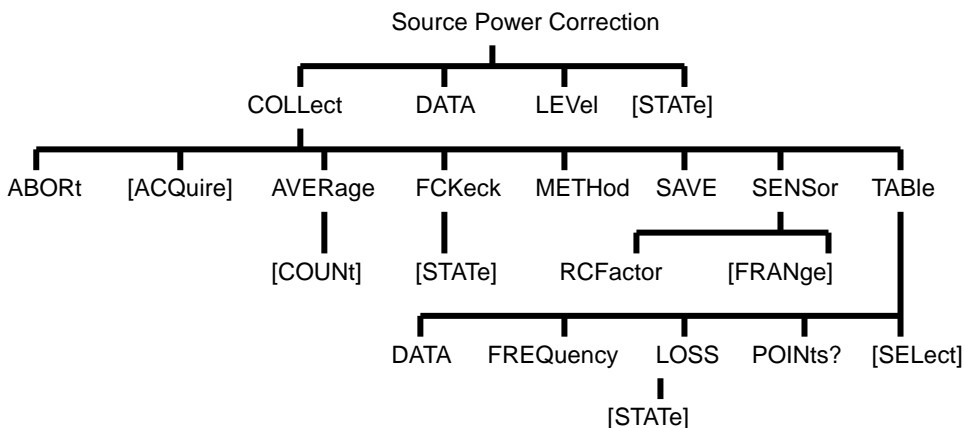 Source Power Correction
COLLect DATA LEVel [STATe]
ABORt [ACQuire] AVERage FCKeck METHod SAVE SENSor TABle
[COUNt] [STATe] RCFactor [FRANge]
DATA FREQuency LOSS POINts? [SELect]
[STATe]